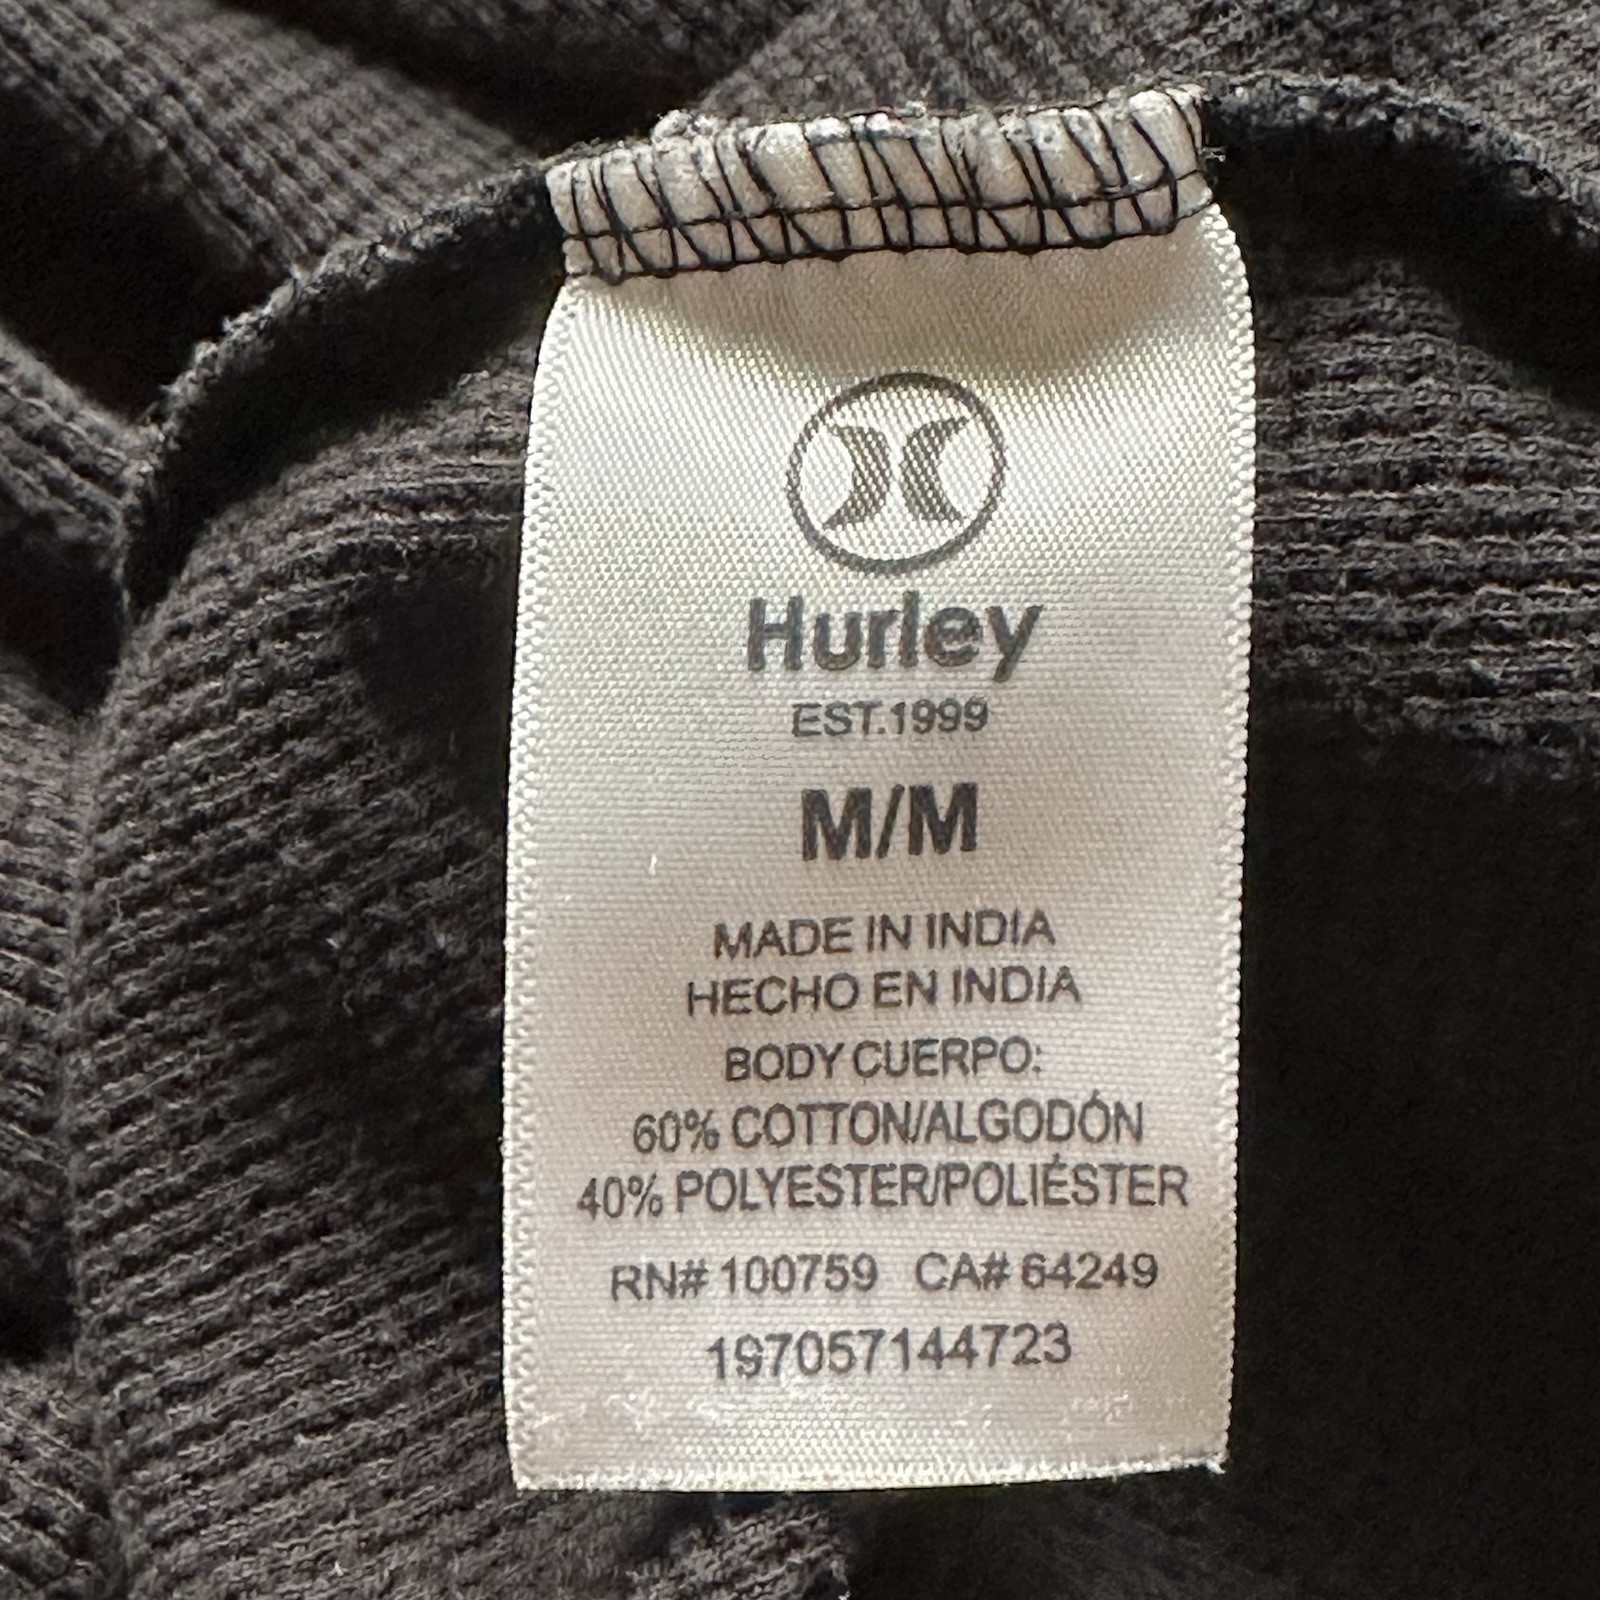 Hurley
EST.1999
M/M
MADE IN INDIA
HECHO EN INDIA
BODY CUERPO:
60% COTTON/ALGODÓN
40% POLYESTER/POLIÉSTER
RN# 100759 CA# 64249
197057144723